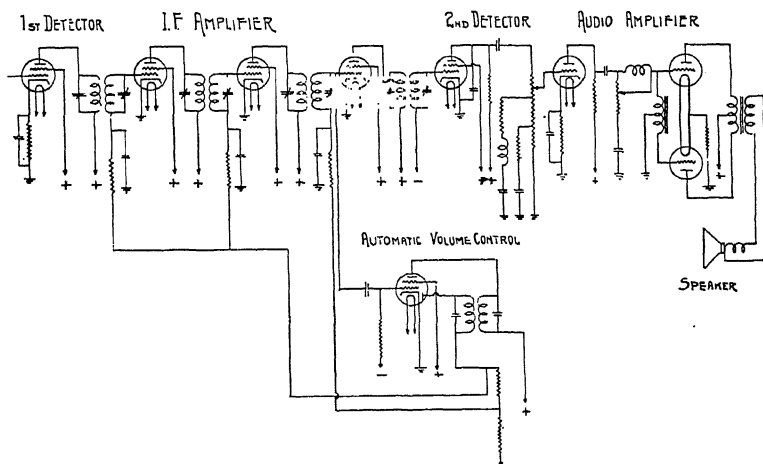 1ST DETECTOR
I.F. AMPLIFIER
2ND DETECTOR
AUDIO AMPLIFIER
AUTOMATIC VOLUME CONTROL
SPEAKER